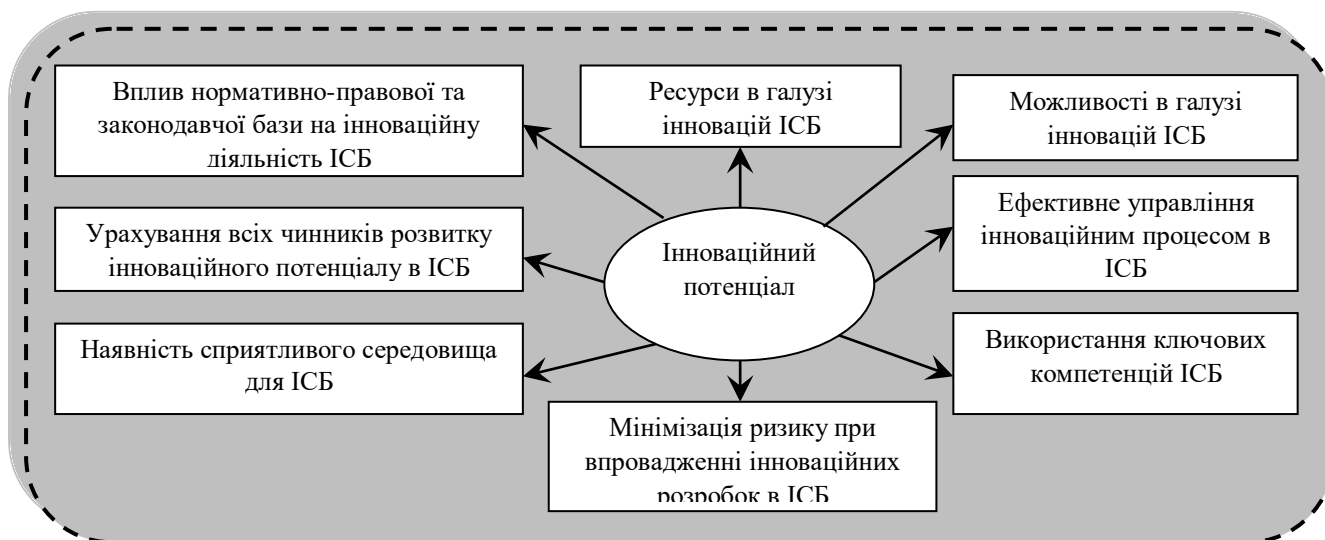 Вплив нормативно-правової та
законодавчої бази на інноваційну
діяльність ІСБ
Ресурси в галузі
інновацій ІСБ
Можливості в галузі
інновацій ІСБ
Урахування всіх чинників розвитку
інноваційного потенціалу в ІСБ
Інноваційний
потенціал
Ефективне управління
інноваційним процесом в
ІСБ
Наявність сприятливого середовища
для ІСБ
Використання ключових
компетенцій ІСБ
Мінімізація ризику при
впровадженні інноваційних
розробок в ІСБ